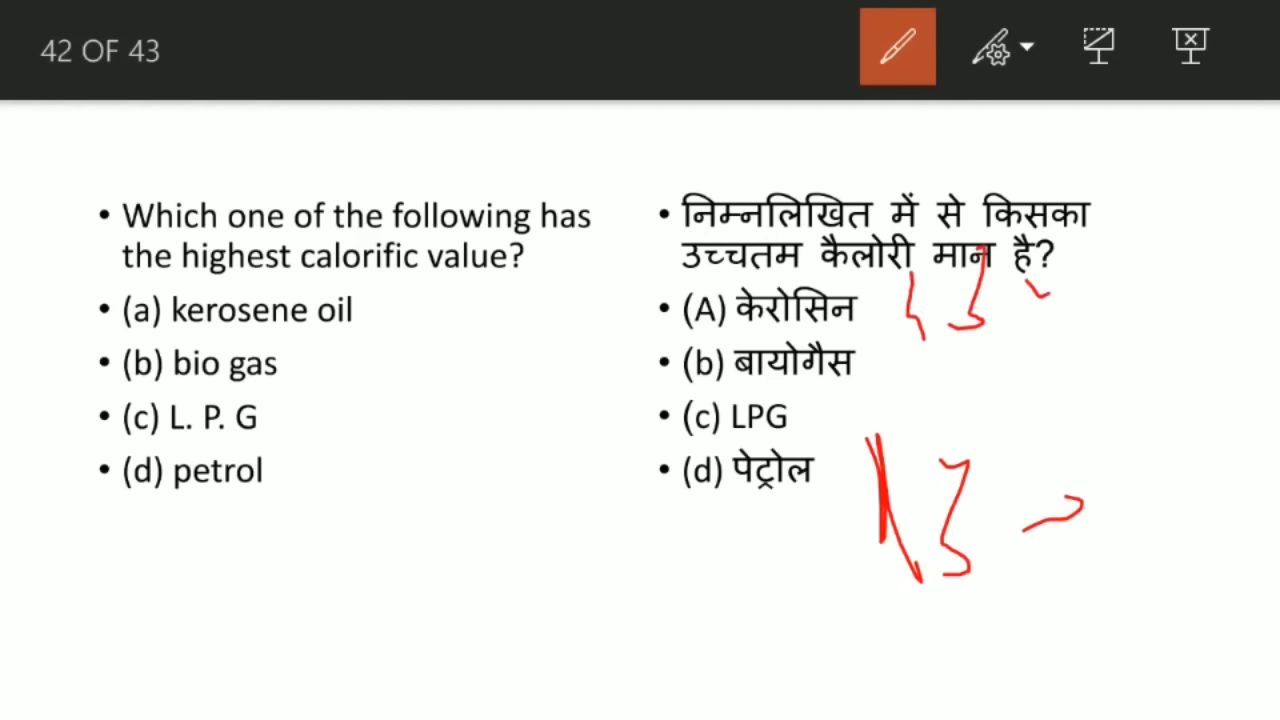 42 OF 43
• Which one of the following has
the highest calorific value?
• (a) kerosene oil
• (b) bio gas
• (c) L. P. G
• (d) petrol
• निम्नलिखित में से किसका
उच्चतम कैलोरी मान है?
• (A) केरोसिन
• (b) बायोगैस
• (c) LPG
• (d) पेट्रोल